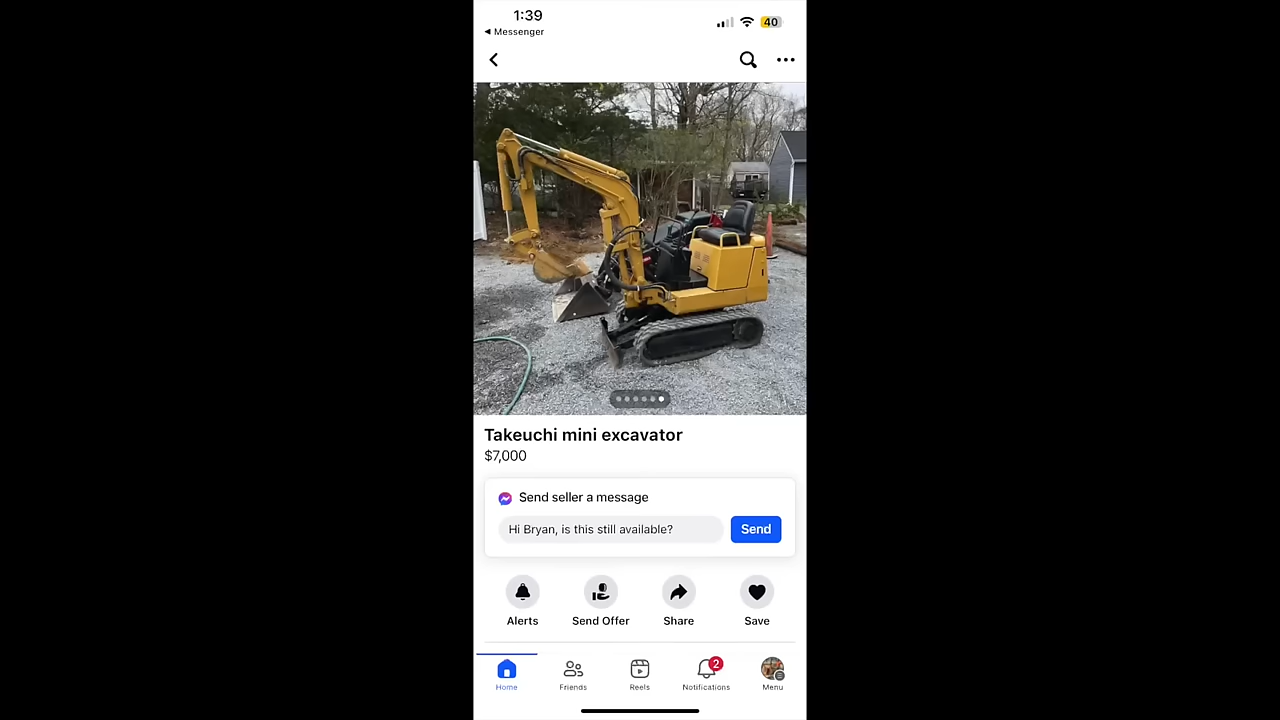 1:39
40
◀ Messenger
Takeuchi mini excavator
$7,000
Send seller a message
Hi Bryan, is this still available?
Send
Alerts
Send Offer
Share
Save
2
Home
Friends
Reels
Notifications
Menu